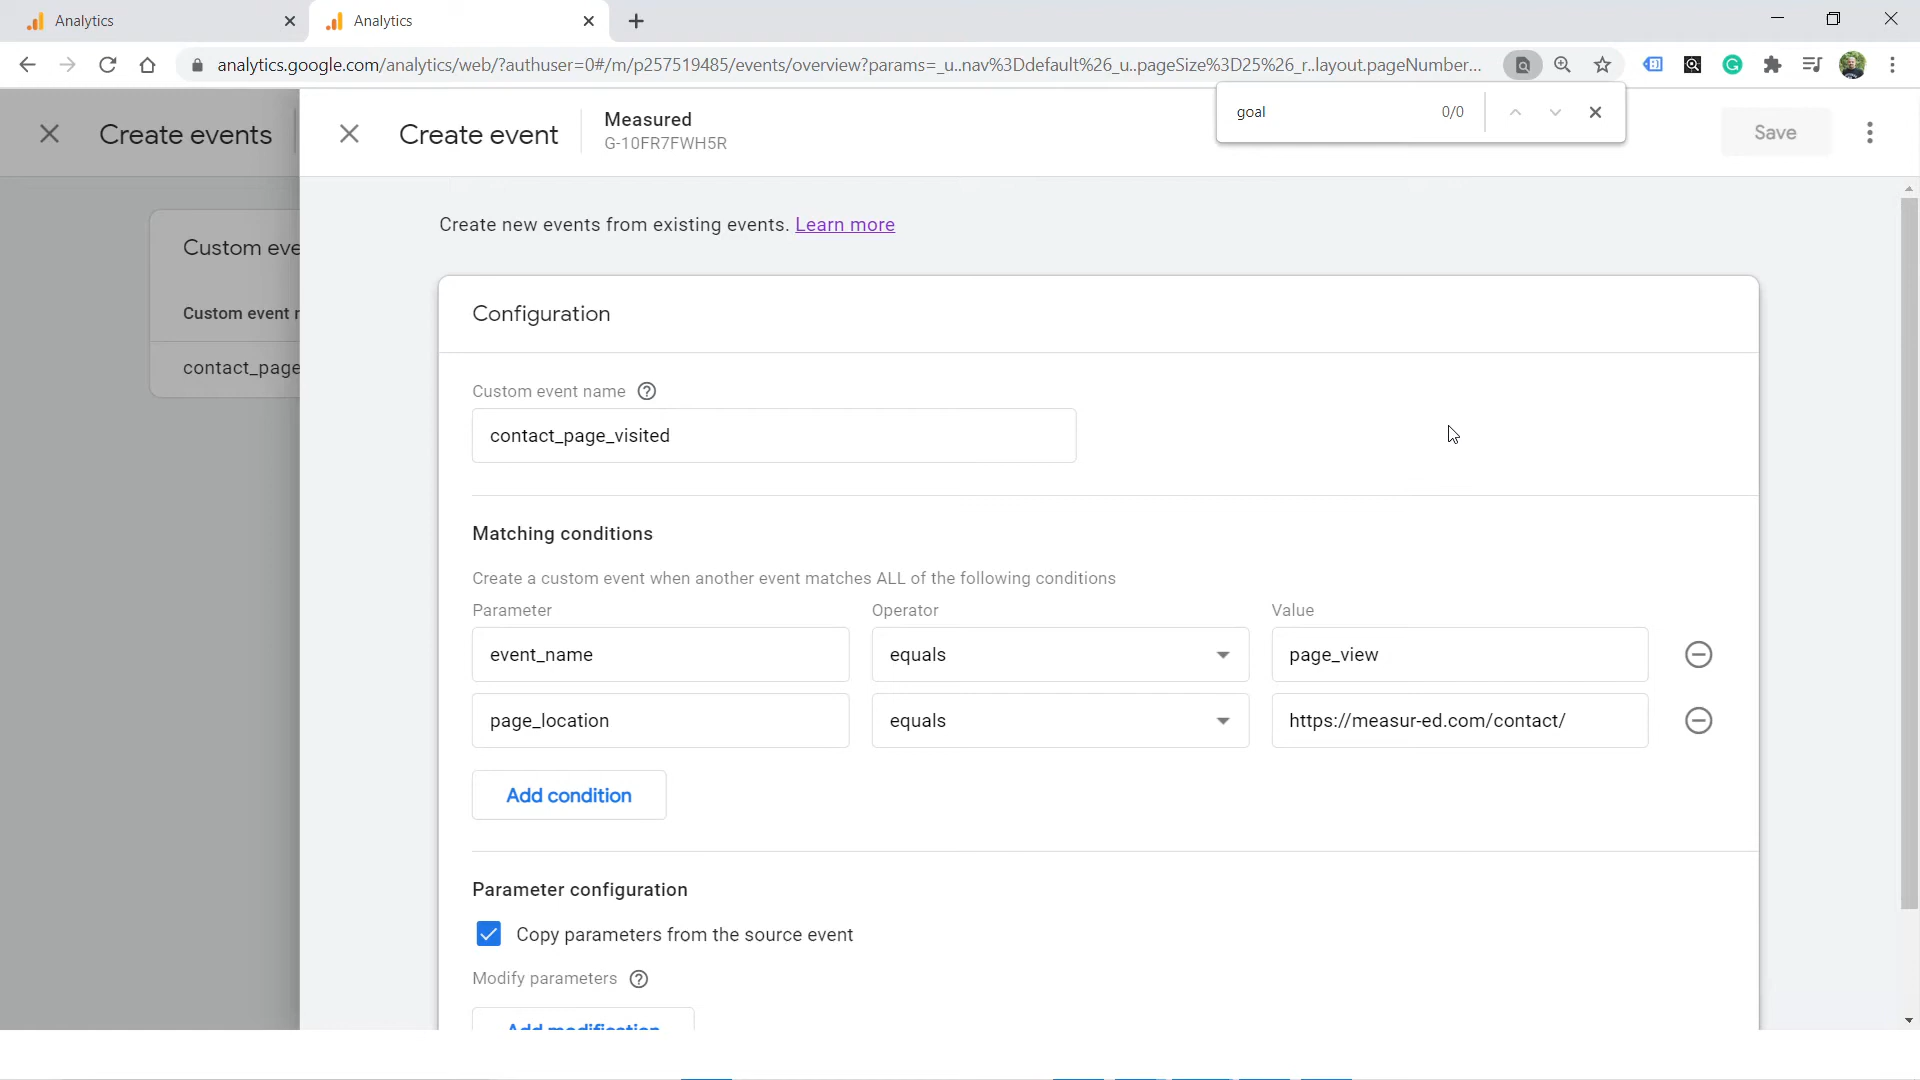 Analytics
Analytics
analytics.google.com/analytics/web/?authuser=0#/m/p257519485/events/overview?params=_u..nav%3Ddefault%26_u..pageSize%3D25%26_r..layout.pageNumber...
goal 0/0
Create events
Create event
Measured
G-10FR7FWH5R
Save
Create new events from existing events. Learn more
Custom eve
Custom event r
contact_page
Configuration
Custom event name
contact_page_visited
Matching conditions
Create a custom event when another event matches ALL of the following conditions
Parameter Operator Value
event_name equals page_view
page_location equals https://measur-ed.com/contact/
Add condition
Parameter configuration
Copy parameters from the source event
Modify parameters
Add modification